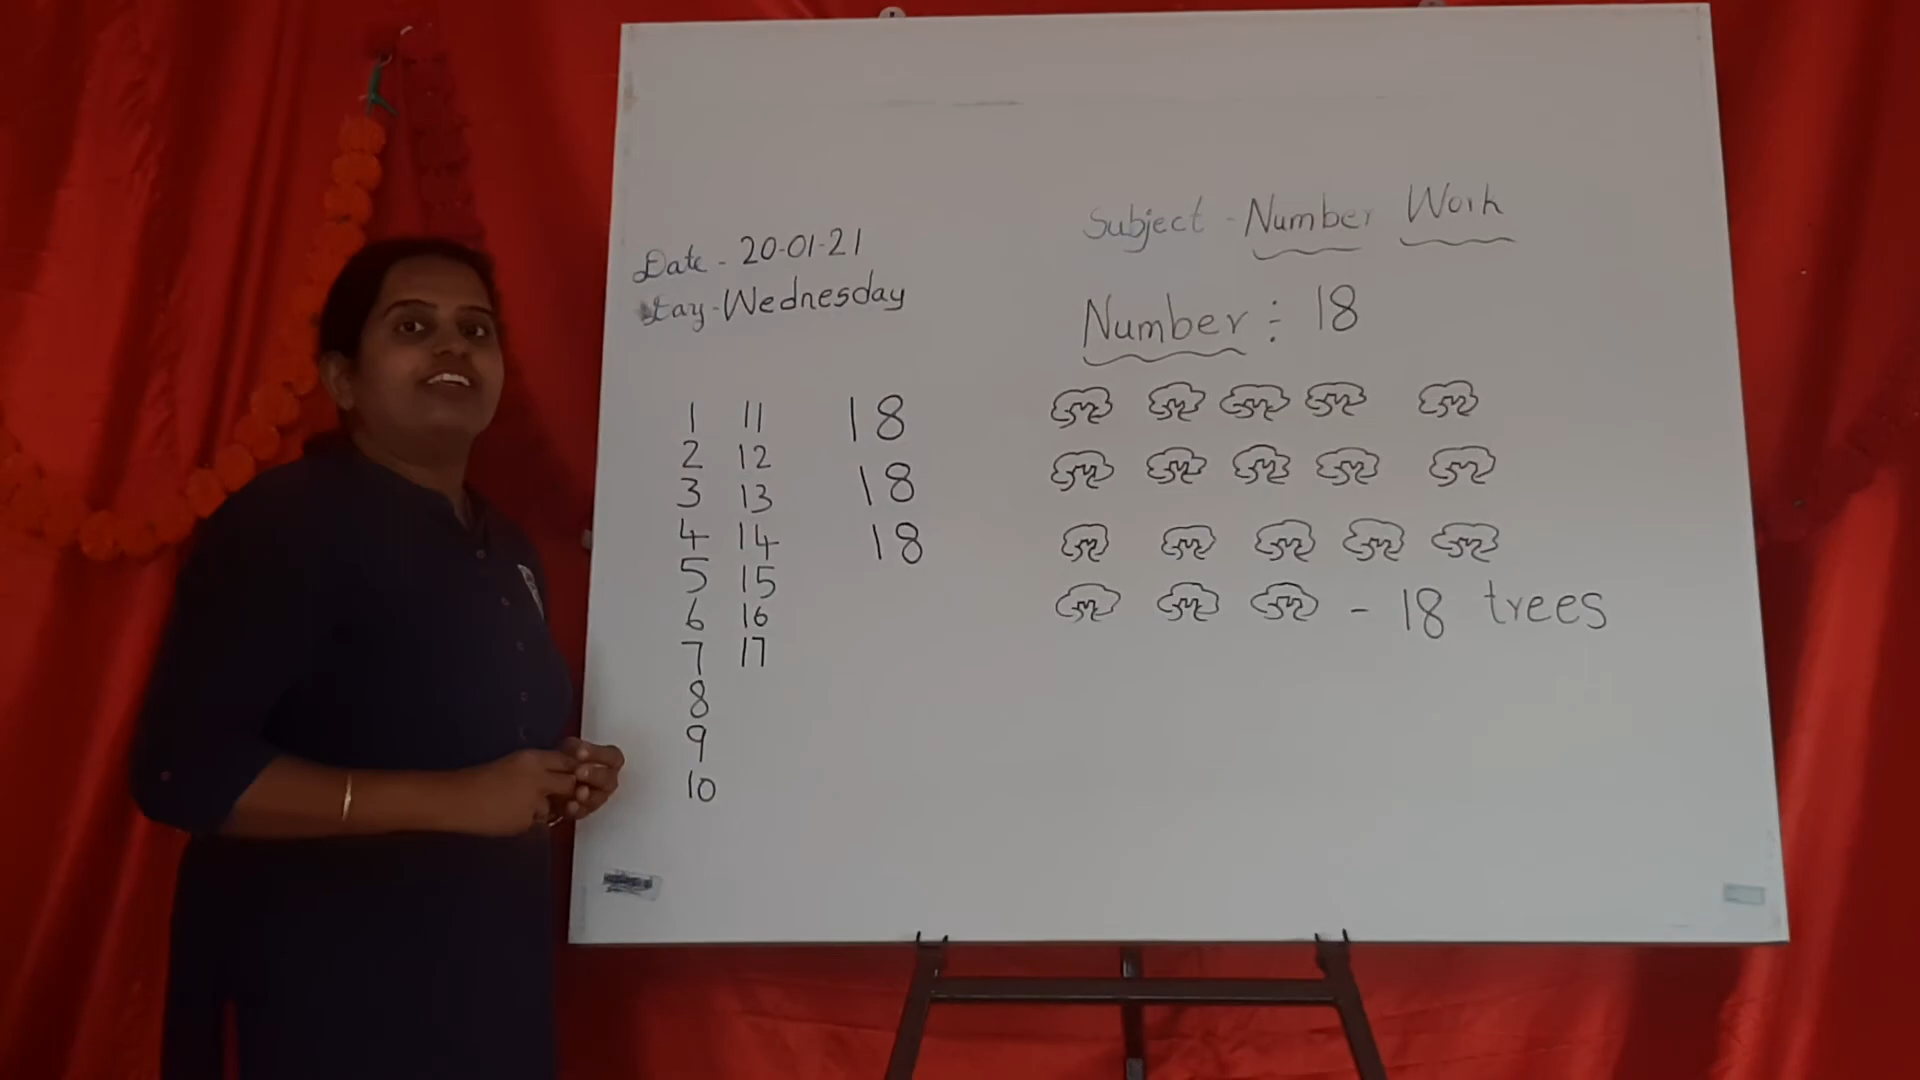 Date - 20-01-21
Day - Wednesday
Subject - Number Work
Number ÷ 18
1 11 18
2 12 18
3 13 18
4 14
5 15
6 16
7 17
8
9
10
- 18 trees